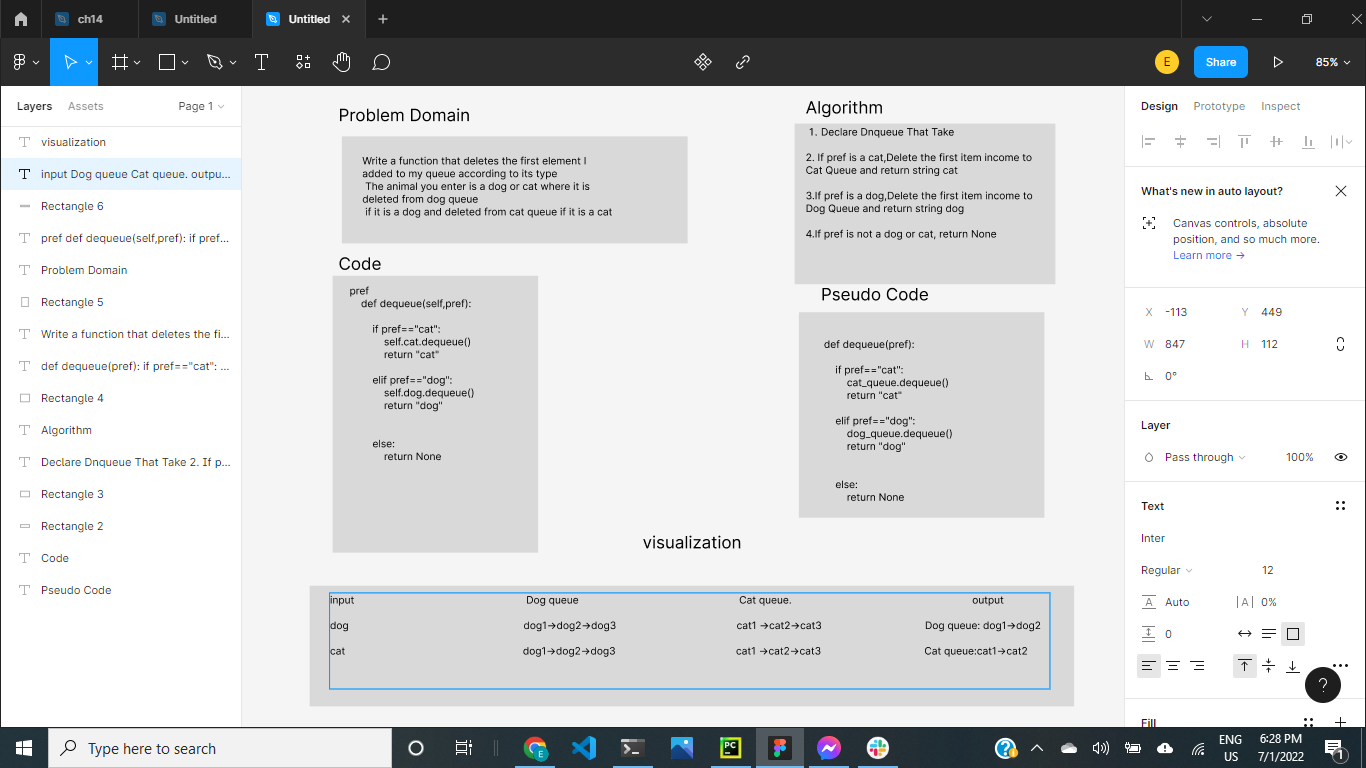 ch14
Untitled
Untitled
E
Share
85%
Layers
Assets
Page 1
visualization
input Dog queue Cat queue. outpu...
Rectangle 6
pref def dequeue(self,pref): if pref...
Problem Domain
Rectangle 5
Write a function that deletes the fi...
def dequeue(pref): if pref=="cat": ...
Rectangle 4
Algorithm
Declare Dnqueue That Take 2. If p...
Rectangle 3
Rectangle 2
Code
Pseudo Code
Problem Domain
Write a function that deletes the first element I
added to my queue according to its type
The animal you enter is a dog or cat where it is
deleted from dog queue
if it is a dog and deleted from cat queue if it is a cat
Code
pref
def dequeue(self,pref):
if pref=="cat":
self.cat.dequeue()
return "cat"
elif pref=="dog":
self.dog.dequeue()
return "dog"
else:
return None
Algorithm
1. Declare Dnqueue That Take
2. If pref is a cat,Delete the first item income to
Cat Queue and return string cat
3.If pref is a dog,Delete the first item income to
Dog Queue and return string dog
4.If pref is not a dog or cat, return None
Pseudo Code
def dequeue(pref):
if pref=="cat":
cat_queue.dequeue()
return "cat"
elif pref=="dog":
dog_queue.dequeue()
return "dog"
else:
return None
visualization
input Dog queue Cat queue. output
dog dog1→dog2→dog3 cat1 →cat2→cat3 Dog queue: dog1→dog2
cat dog1→dog2→dog3 cat1 →cat2→cat3 Cat queue:cat1→cat2
Design
Prototype
Inspect
What's new in auto layout?
Canvas controls, absolute
position, and so much more.
Learn more →
X -113 Y 449
W 847 H 112
0°
Layer
Pass through 100%
Text
Inter
Regular 12
A Auto |A| 0%
0
?
Fill
Type here to search
PC
ENG
US
6:28 PM
7/1/2022
1